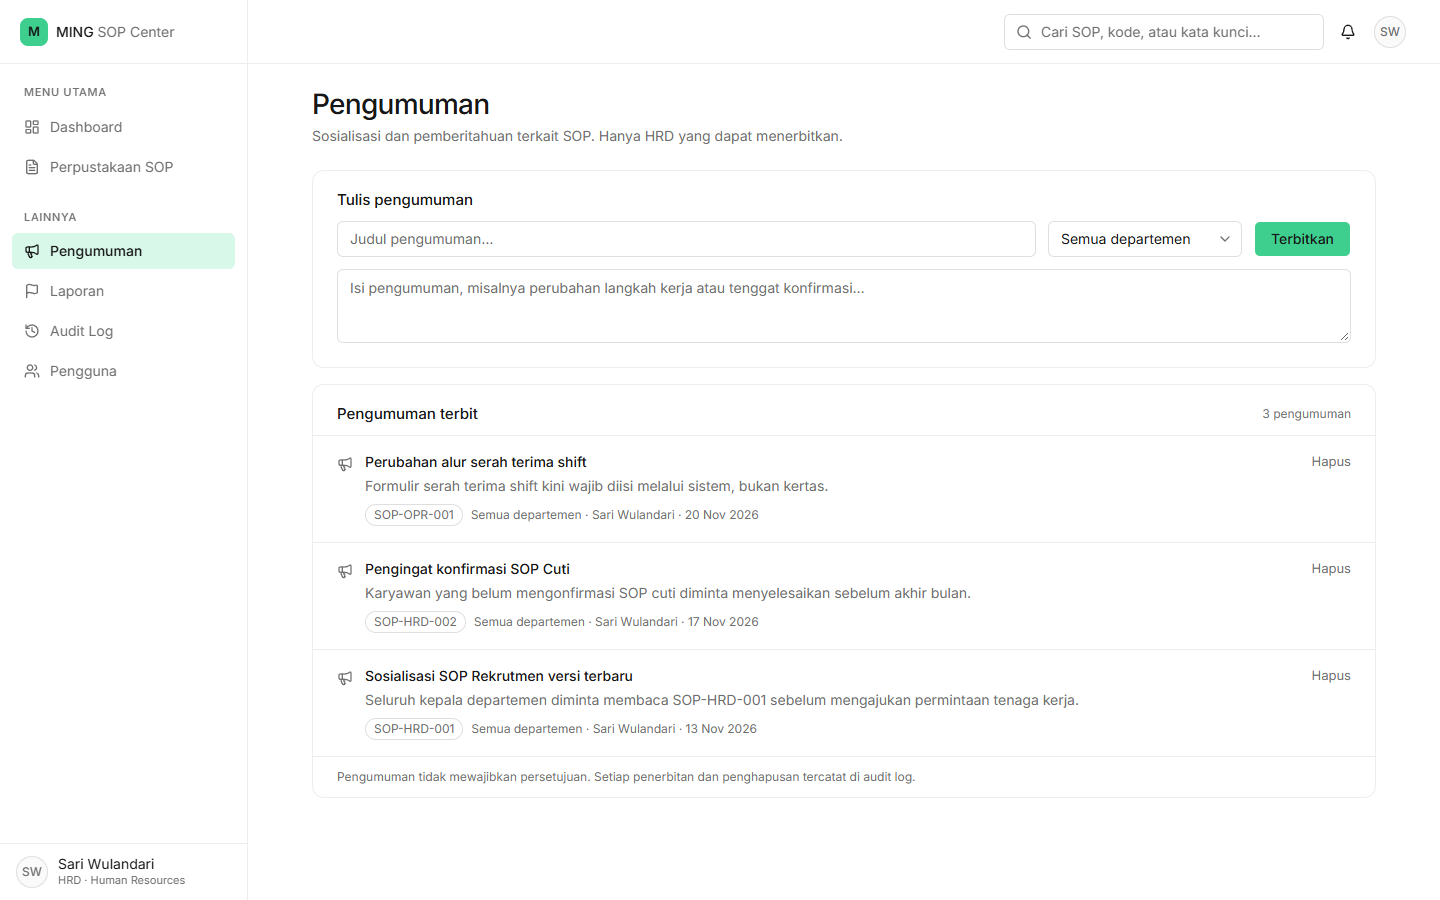 M MING SOP Center
Cari SOP, kode, atau kata kunci...
SW
MENU UTAMA
Dashboard
Perpustakaan SOP
LAINNYA
Pengumuman
Laporan
Audit Log
Pengguna
Pengumuman
Sosialisasi dan pemberitahuan terkait SOP. Hanya HRD yang dapat menerbitkan.
Tulis pengumuman
Judul pengumuman...
Semua departemen
Terbitkan
Isi pengumuman, misalnya perubahan langkah kerja atau tenggat konfirmasi...
Pengumuman terbit
3 pengumuman
Perubahan alur serah terima shift
Hapus
Formulir serah terima shift kini wajib diisi melalui sistem, bukan kertas.
SOP-OPR-001 Semua departemen · Sari Wulandari · 20 Nov 2026
Pengingat konfirmasi SOP Cuti
Hapus
Karyawan yang belum mengonfirmasi SOP cuti diminta menyelesaikan sebelum akhir bulan.
SOP-HRD-002 Semua departemen · Sari Wulandari · 17 Nov 2026
Sosialisasi SOP Rekrutmen versi terbaru
Hapus
Seluruh kepala departemen diminta membaca SOP-HRD-001 sebelum mengajukan permintaan tenaga kerja.
SOP-HRD-001 Semua departemen · Sari Wulandari · 13 Nov 2026
Pengumuman tidak mewajibkan persetujuan. Setiap penerbitan dan penghapusan tercatat di audit log.
SW
Sari Wulandari
HRD · Human Resources